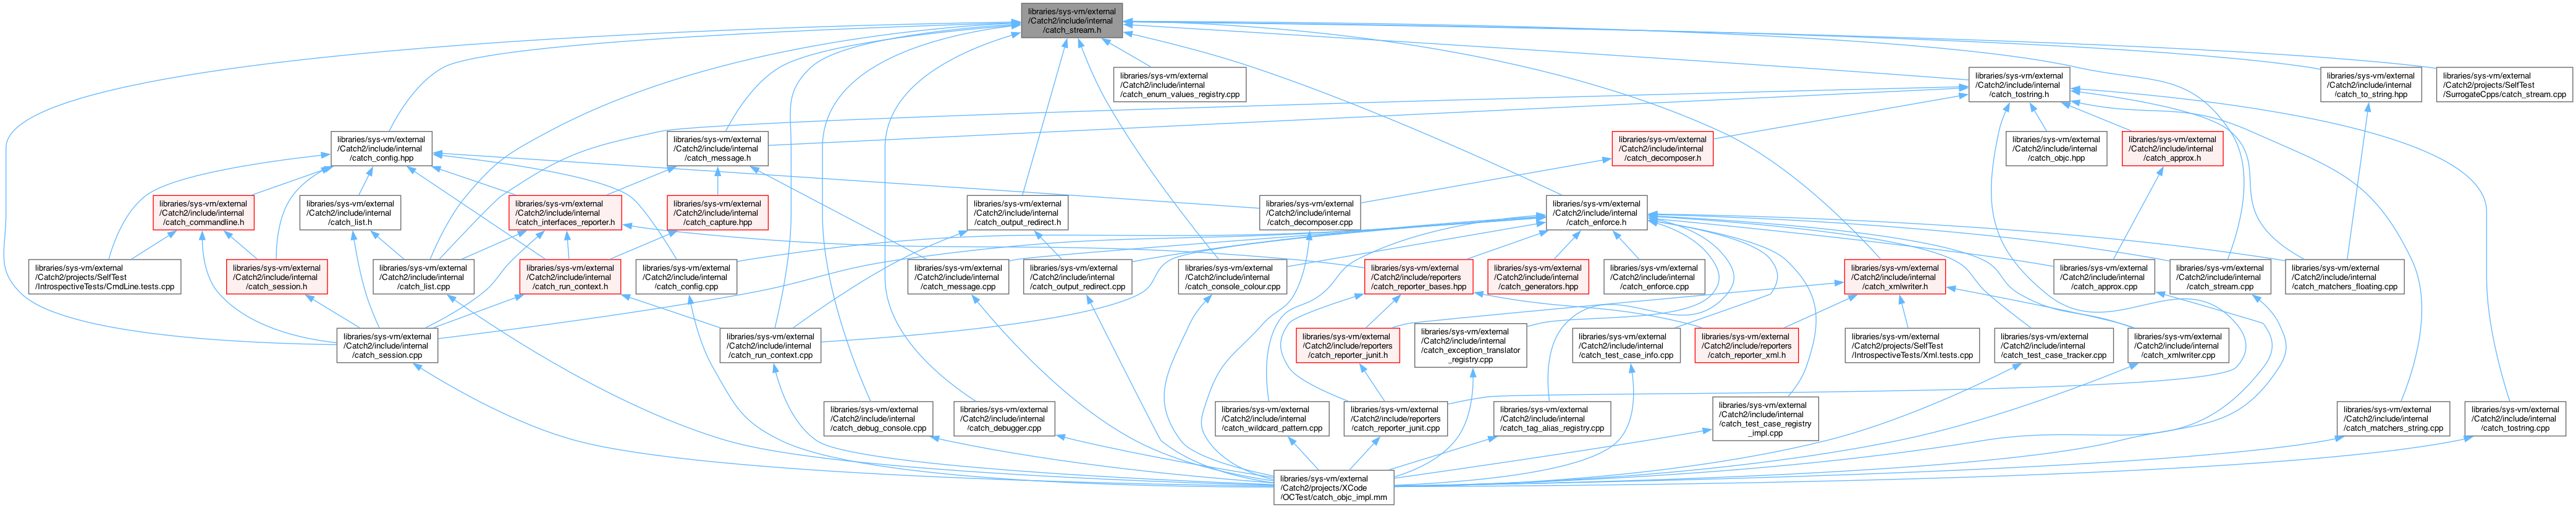 libraries/sys-vm/external
/Catch2/include/internal
/catch_stream.h
libraries/sys-vm/external
/Catch2/include/internal
/catch_enum_values_registry.cpp
libraries/sys-vm/external
/Catch2/include/internal
/catch_tostring.h
libraries/sys-vm/external
/Catch2/include/internal
/catch_to_string.hpp
libraries/sys-vm/external
/Catch2/projects/SelfTest
/SurrogateCpps/catch_stream.cpp
libraries/sys-vm/external
/Catch2/include/internal
/catch_config.hpp
libraries/sys-vm/external
/Catch2/include/internal
/catch_message.h
libraries/sys-vm/external
/Catch2/include/internal
/catch_decomposer.h
libraries/sys-vm/external
/Catch2/include/internal
/catch_objc.hpp
libraries/sys-vm/external
/Catch2/include/internal
/catch_approx.h
libraries/sys-vm/external
/Catch2/include/internal
/catch_commandline.h
libraries/sys-vm/external
/Catch2/include/internal
/catch_list.h
libraries/sys-vm/external
/Catch2/include/internal
/catch_interfaces_reporter.h
libraries/sys-vm/external
/Catch2/include/internal
/catch_capture.hpp
libraries/sys-vm/external
/Catch2/include/internal
/catch_output_redirect.h
libraries/sys-vm/external
/Catch2/include/internal
/catch_decomposer.cpp
libraries/sys-vm/external
/Catch2/include/internal
/catch_enforce.h
libraries/sys-vm/external
/Catch2/projects/SelfTest
/IntrospectiveTests/CmdLine.tests.cpp
libraries/sys-vm/external
/Catch2/include/internal
/catch_session.h
libraries/sys-vm/external
/Catch2/include/internal
/catch_list.cpp
libraries/sys-vm/external
/Catch2/include/internal
/catch_run_context.h
libraries/sys-vm/external
/Catch2/include/internal
/catch_config.cpp
libraries/sys-vm/external
/Catch2/include/internal
/catch_message.cpp
libraries/sys-vm/external
/Catch2/include/internal
/catch_output_redirect.cpp
libraries/sys-vm/external
/Catch2/include/internal
/catch_console_colour.cpp
libraries/sys-vm/external
/Catch2/include/reporters
/catch_reporter_bases.hpp
libraries/sys-vm/external
/Catch2/include/internal
/catch_generators.hpp
libraries/sys-vm/external
/Catch2/include/internal
/catch_enforce.cpp
libraries/sys-vm/external
/Catch2/include/internal
/catch_xmlwriter.h
libraries/sys-vm/external
/Catch2/include/internal
/catch_approx.cpp
libraries/sys-vm/external
/Catch2/include/internal
/catch_stream.cpp
libraries/sys-vm/external
/Catch2/include/internal
/catch_matchers_floating.cpp
libraries/sys-vm/external
/Catch2/include/internal
/catch_session.cpp
libraries/sys-vm/external
/Catch2/include/internal
/catch_run_context.cpp
libraries/sys-vm/external
/Catch2/include/reporters
/catch_reporter_junit.h
libraries/sys-vm/external
/Catch2/include/internal
/catch_exception_translator
_registry.cpp
libraries/sys-vm/external
/Catch2/include/internal
/catch_test_case_info.cpp
libraries/sys-vm/external
/Catch2/include/reporters
/catch_reporter_xml.h
libraries/sys-vm/external
/Catch2/projects/SelfTest
/IntrospectiveTests/Xml.tests.cpp
libraries/sys-vm/external
/Catch2/include/internal
/catch_test_case_tracker.cpp
libraries/sys-vm/external
/Catch2/include/internal
/catch_xmlwriter.cpp
libraries/sys-vm/external
/Catch2/include/internal
/catch_debug_console.cpp
libraries/sys-vm/external
/Catch2/include/internal
/catch_debugger.cpp
libraries/sys-vm/external
/Catch2/include/internal
/catch_wildcard_pattern.cpp
libraries/sys-vm/external
/Catch2/include/reporters
/catch_reporter_junit.cpp
libraries/sys-vm/external
/Catch2/include/internal
/catch_tag_alias_registry.cpp
libraries/sys-vm/external
/Catch2/include/internal
/catch_test_case_registry
_impl.cpp
libraries/sys-vm/external
/Catch2/include/internal
/catch_matchers_string.cpp
libraries/sys-vm/external
/Catch2/include/internal
/catch_tostring.cpp
libraries/sys-vm/external
/Catch2/projects/XCode
/OCTest/catch_objc_impl.mm